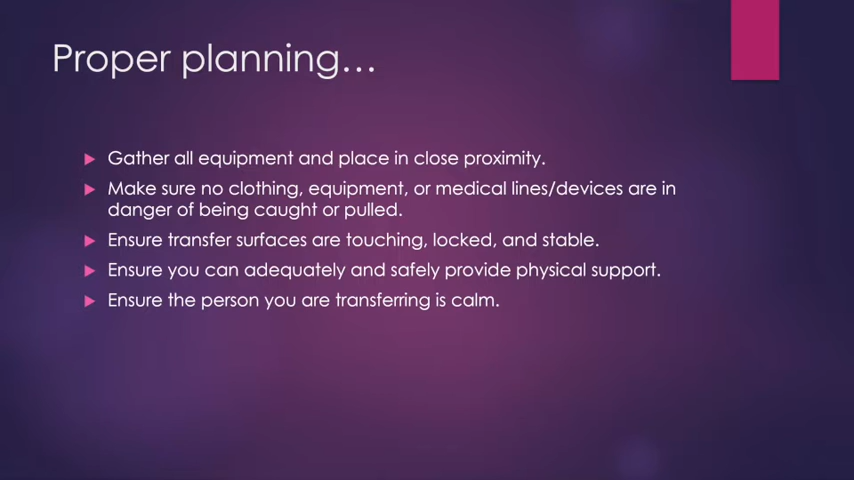 Proper planning…
Gather all equipment and place in close proximity.
Make sure no clothing, equipment, or medical lines/devices are in
danger of being caught or pulled.
Ensure transfer surfaces are touching, locked, and stable.
Ensure you can adequately and safely provide physical support.
Ensure the person you are transferring is calm.